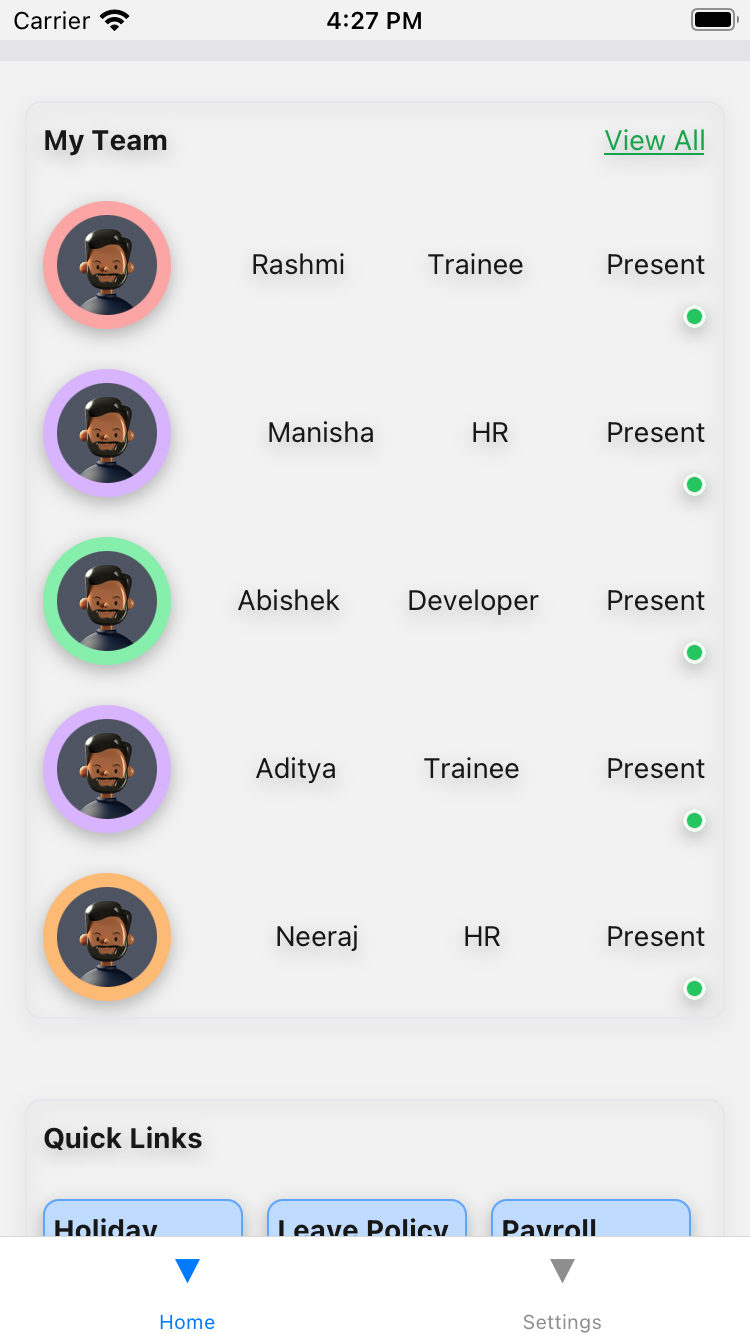 Carrier 4:27 PM
My Team View All
Rashmi Trainee Present
Manisha HR Present
Abishek Developer Present
Aditya Trainee Present
Neeraj HR Present
Quick Links
Holiday Leave Policy Payroll
Home Settings